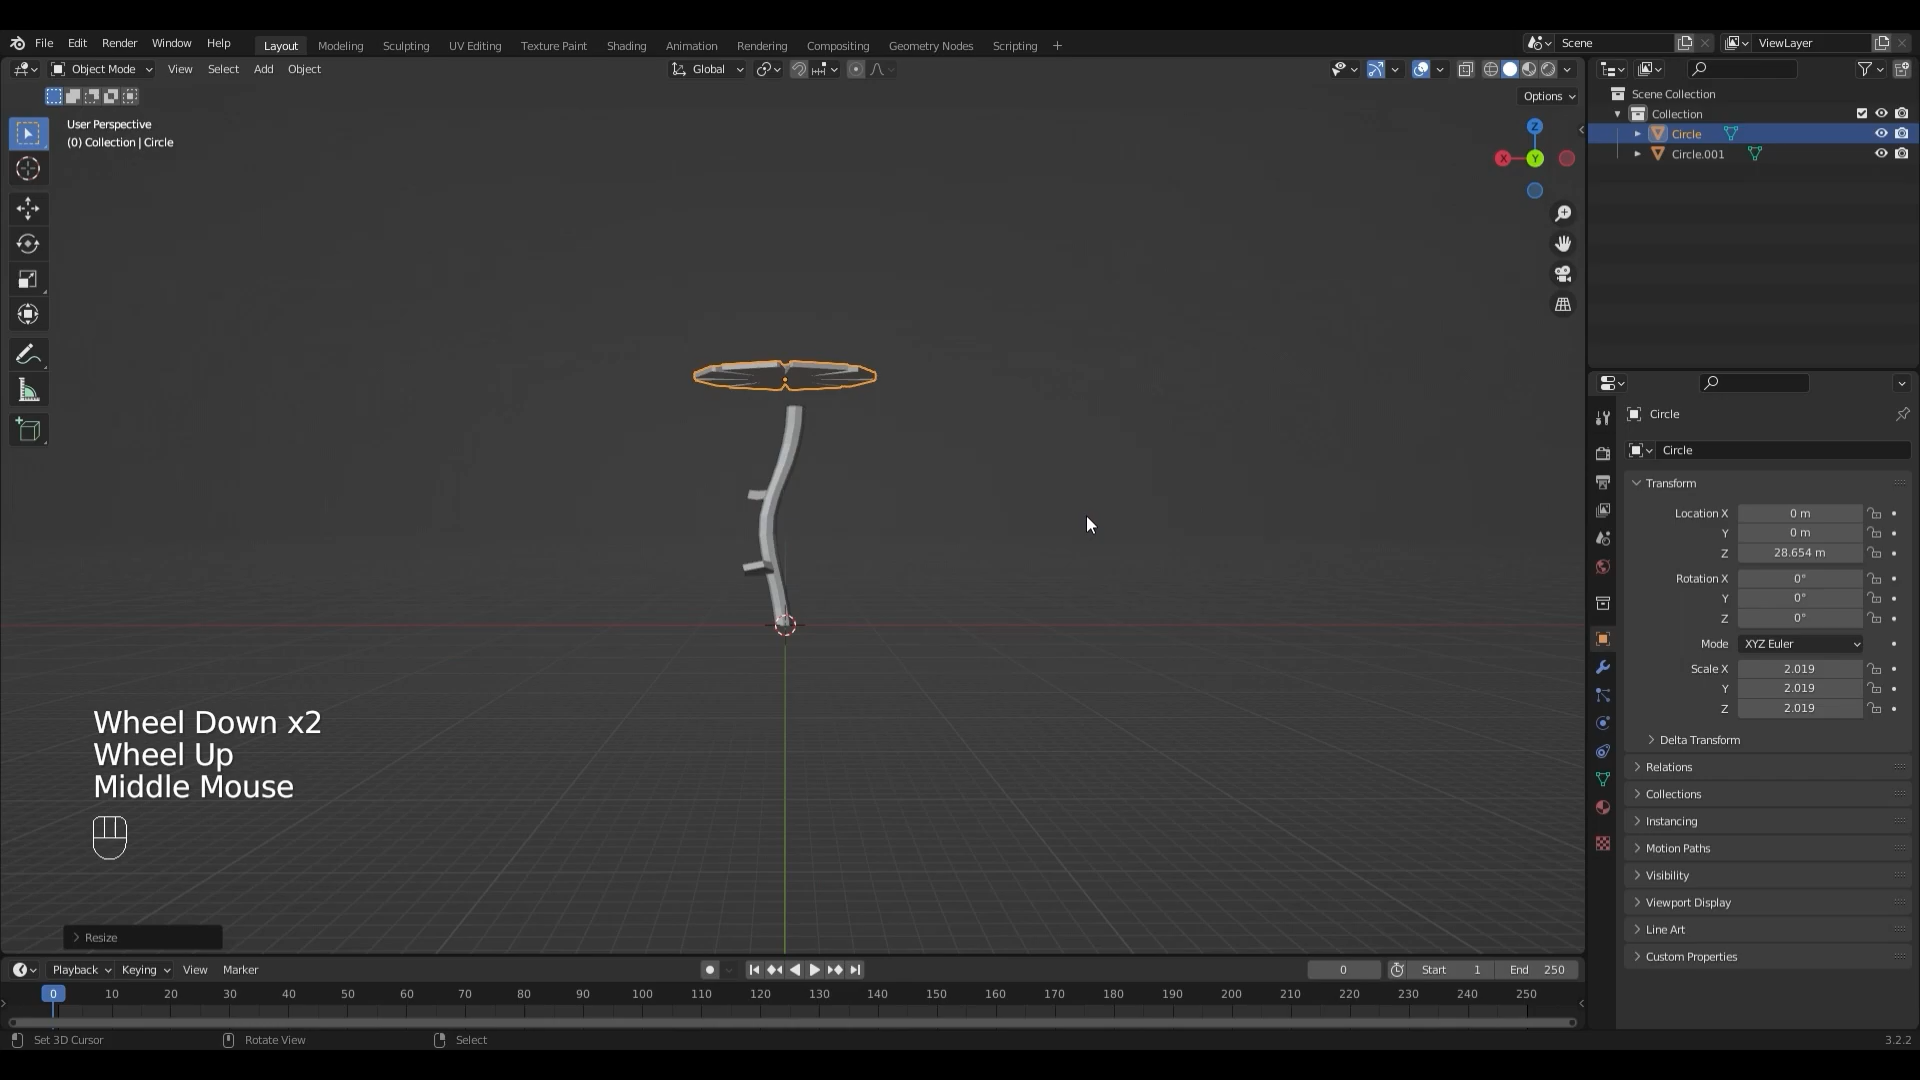 File Edit Render Window Help Layout Modeling Sculpting UV Editing Texture Paint Shading Animation Rendering Compositing Geometry Nodes Scripting + Scene ViewLayer
Object Mode View Select Add Object Global
Options
User Perspective
(0) Collection | Circle
Z
X
Y
Scene Collection
Collection
Circle
Circle.001
Circle
Circle
Transform
Location X 0 m
Y 0 m
Z 28.654 m
Rotation X 0°
Y 0°
Z 0°
Mode XYZ Euler
Scale X 2.019
Y 2.019
Z 2.019
Delta Transform
Relations
Collections
Instancing
Motion Paths
Visibility
Viewport Display
Line Art
Custom Properties
Wheel Down x2
Wheel Up
Middle Mouse
Resize
Playback Keying View Marker 0 Start 1 End 250
0 10 20 30 40 50 60 70 80 90 100 110 120 130 140 150 160 170 180 190 200 210 220 230 240 250
Set 3D Cursor Rotate View Select 3.2.2